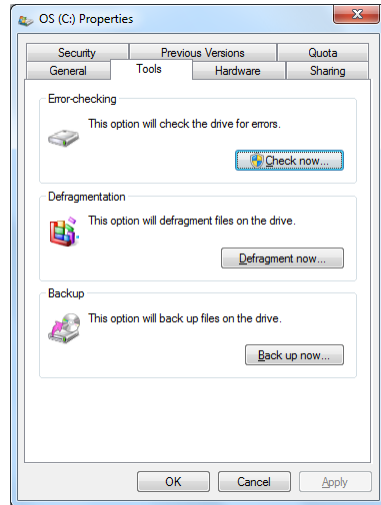 OS (C:) Properties
Security Previous Versions Quota
General Tools Hardware Sharing
Error-checking
This option will check the drive for errors.
Check now...
Defragmentation
This option will defragment files on the drive.
Defragment now...
Backup
This option will back up files on the drive.
Back up now...
OK Cancel Apply